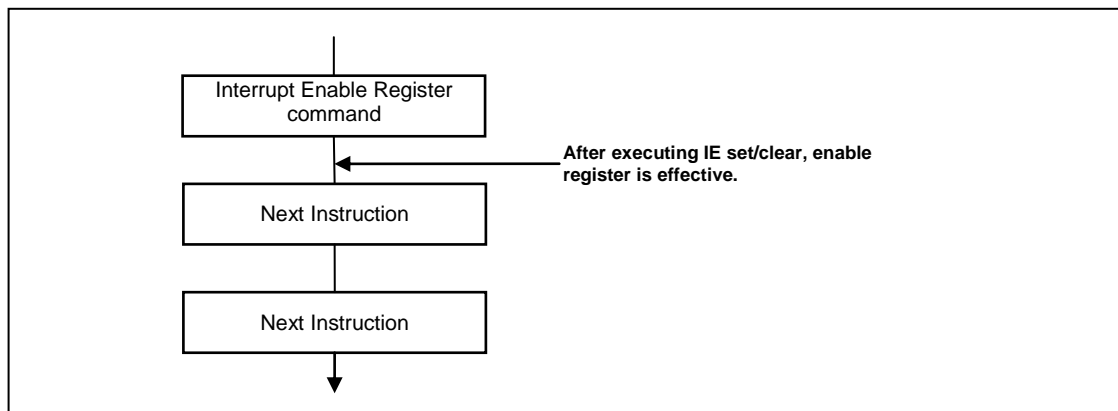 Interrupt Enable Register
command
After executing IE set/clear, enable
register is effective.
Next Instruction
Next Instruction